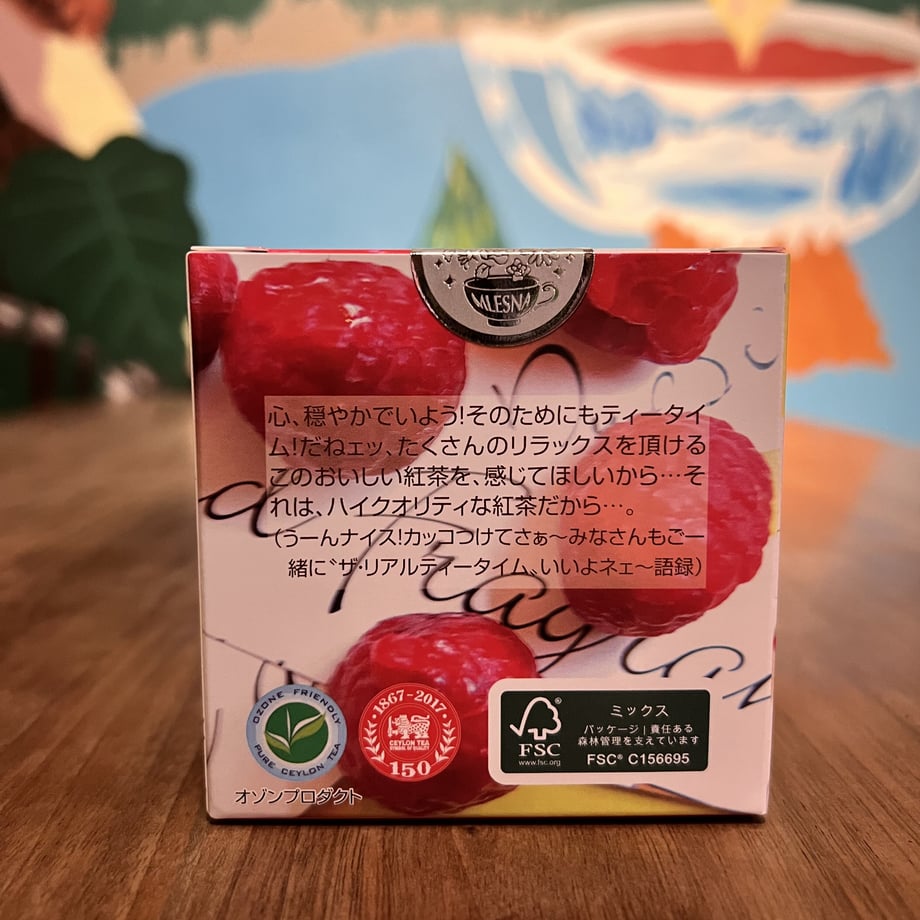 MLESNA
心、穏やかでいよう!そのためにもティータイ
ム!だねェッ、たくさんのリラックスを頂ける
このおいしい紅茶を、感じてほしいから…そ
れは、ハイクオリティな紅茶だから…。
(うーんナイス!カッコつけてさぁ～みなさんもご一
緒に〝ザ・リアルティータイム、いいよネェ～語録)
OZONE FRIENDLY
PURE CEYLON TEA
オゾンプロダクト
1867-2017
CEYLON TEA
SYMBOL OF QUALITY
150
FSC
www.fsc.org
ミックス
パッケージ | 責任ある
森林管理を支えています
FSC® C156695